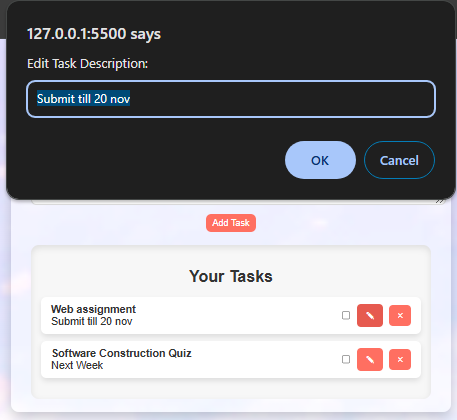 127.0.0.1:5500 says
Edit Task Description:
Submit till 20 nov
OK
Cancel
Add Task
Your Tasks
Web assignment
Submit till 20 nov
Software Construction Quiz
Next Week